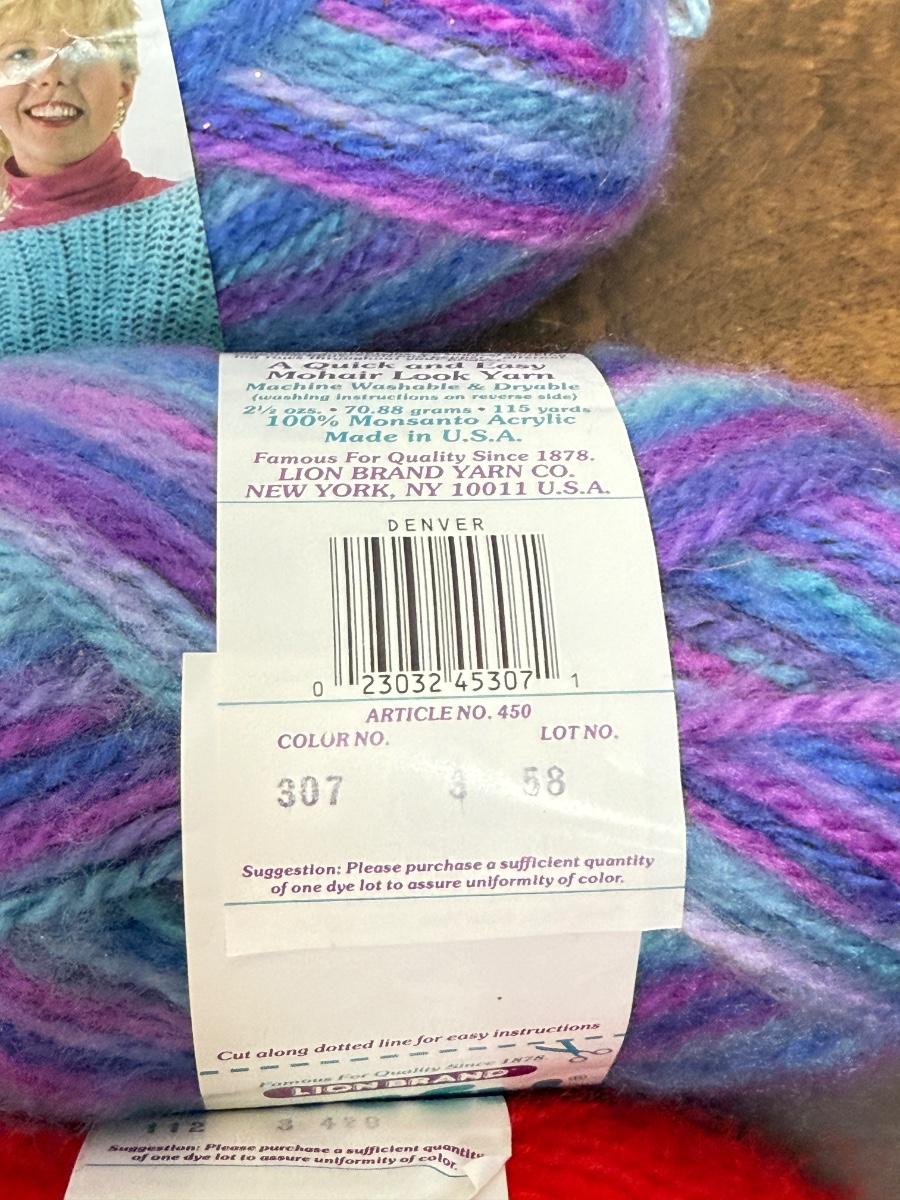 A Quick and Easy
Mohair Look Yarn
Machine Washable & Dryable
(washing instructions on reverse side)
2½ ozs. • 70.88 grams • 115 yards
100% Monsanto Acrylic
Made in U.S.A.
Famous For Quality Since 1878.
LION BRAND YARN CO.
NEW YORK, NY 10011 U.S.A.
DENVER
0 23032 45307 1
ARTICLE NO. 450
COLOR NO. LOT NO.
307 3 58
Suggestion: Please purchase a sufficient quantity
of one dye lot to assure uniformity of color.
Cut along dotted line for easy instructions
Famous For Quality Since 1878
LION BRAND
®
112 3 429
Suggestion: Please purchase a sufficient quantity
of one dye lot to assure uniformity of color.